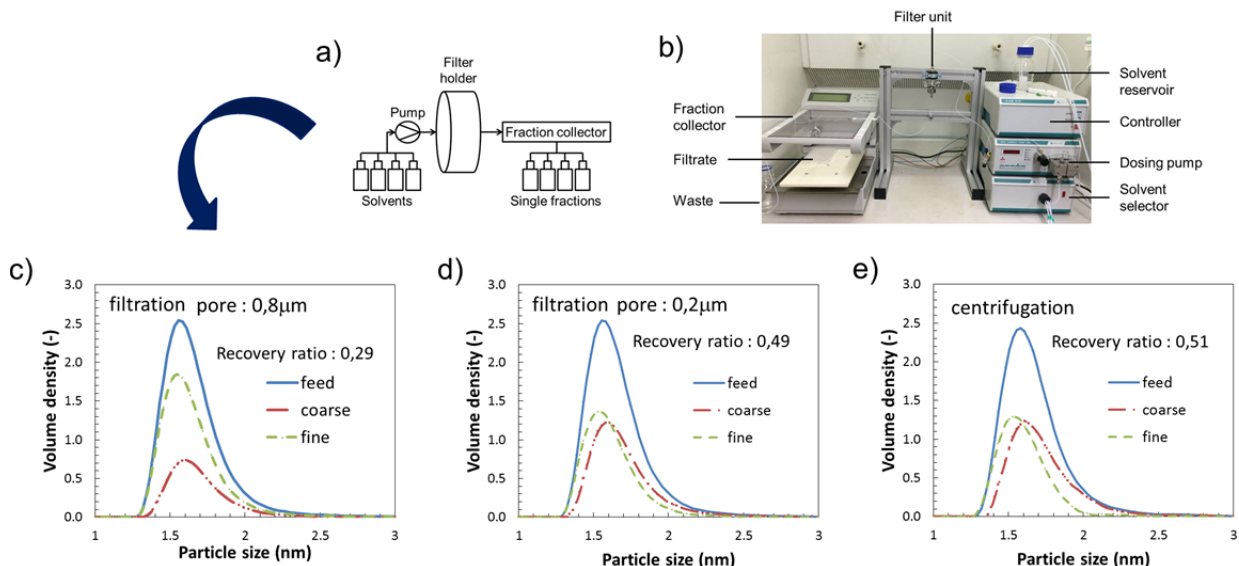 a)
Filter
holder
Pump
Fraction collector
Solvents
Single fractions
b)
Filter unit
Fraction
collector
Filtrate
Waste
Solvent
reservoir
Controller
Dosing pump
Solvent
selector
c)
filtration pore : 0,8µm
Recovery ratio : 0,29
feed
coarse
fine
Volume density (-)
3.0
2.5
2.0
1.5
1.0
0.5
0.0
1
1.5
2
2.5
3
Particle size (nm)
d)
filtration pore : 0,2µm
Recovery ratio : 0,49
feed
coarse
fine
Volume density (-)
3.0
2.5
2.0
1.5
1.0
0.5
0.0
1
1.5
2
2.5
3
Particle size (nm)
e)
centrifugation
Recovery ratio : 0,51
feed
coarse
fine
Volume density (-)
3.0
2.5
2.0
1.5
1.0
0.5
0.0
1
1.5
2
2.5
3
Particle size (nm)